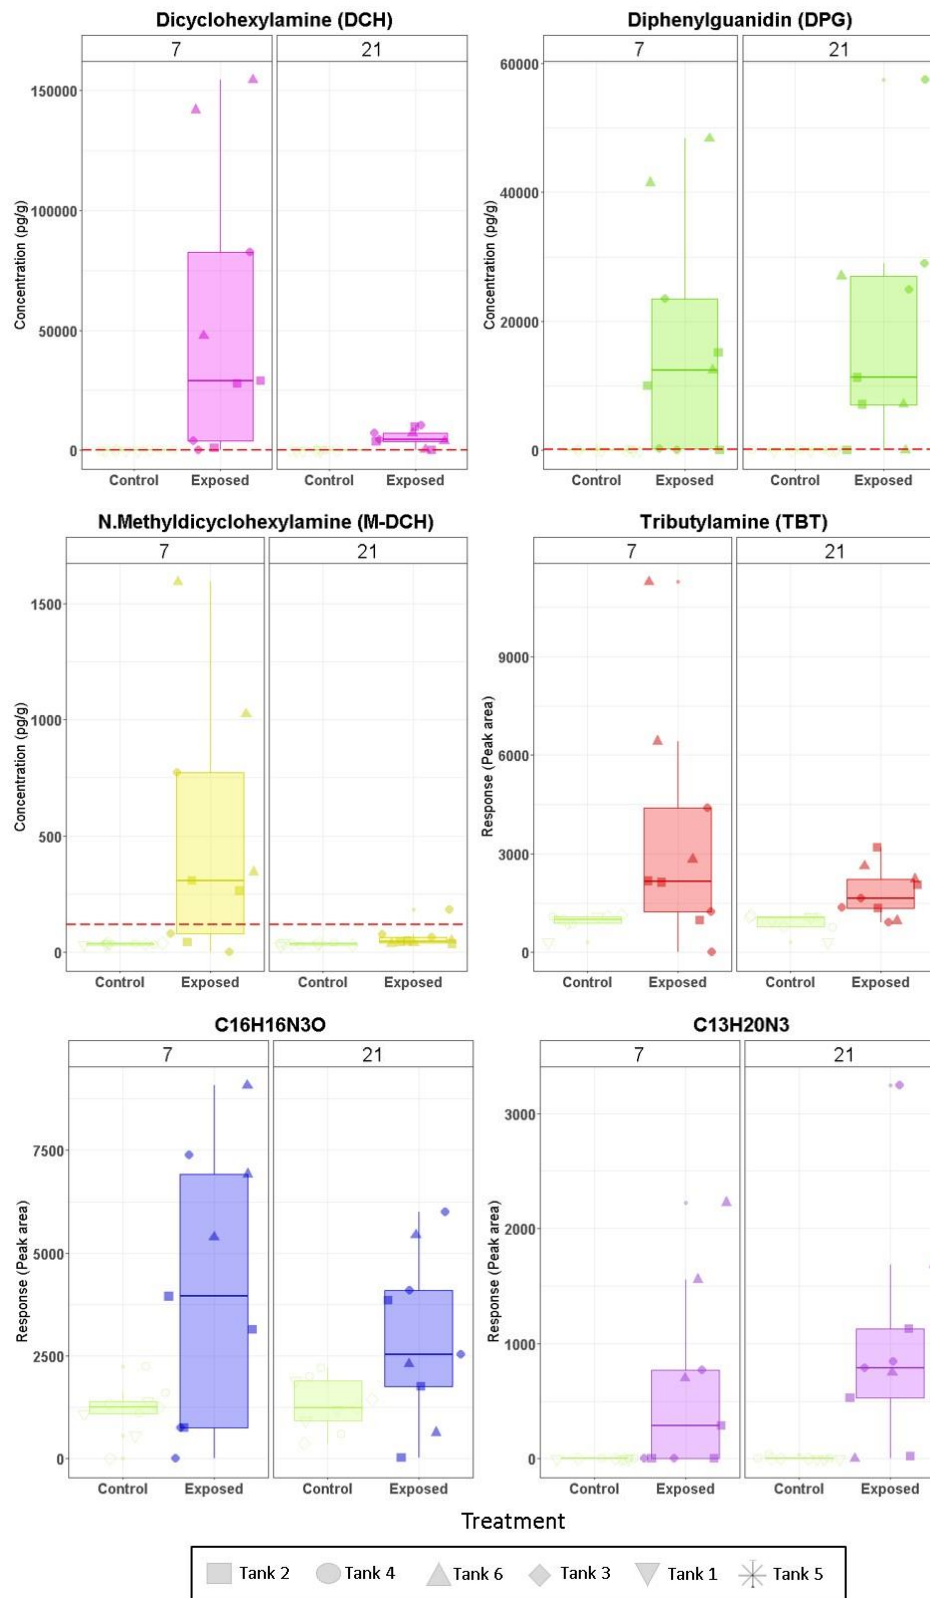 Dicyclohexylamine (DCH)
7
21
Concentration (pg/g)
150000
100000
50000
0
Control
Exposed
Control
Exposed
Diphenylguanidin (DPG)
7
21
Concentration (pg/g)
60000
40000
20000
0
Control
Exposed
Control
Exposed
N.Methyldicyclohexylamine (M-DCH)
7
21
Concentration (pg/g)
1500
1000
500
0
Control
Exposed
Control
Exposed
Tributylamine (TBT)
7
21
Response (Peak area)
9000
6000
3000
0
Control
Exposed
Control
Exposed
C16H16N3O
7
21
Response (Peak area)
7500
5000
2500
0
Control
Exposed
Control
Exposed
C13H20N3
7
21
Response (Peak area)
3000
2000
1000
0
Control
Exposed
Control
Exposed
Treatment
Tank 2 Tank 4 Tank 6 Tank 3 Tank 1 Tank 5